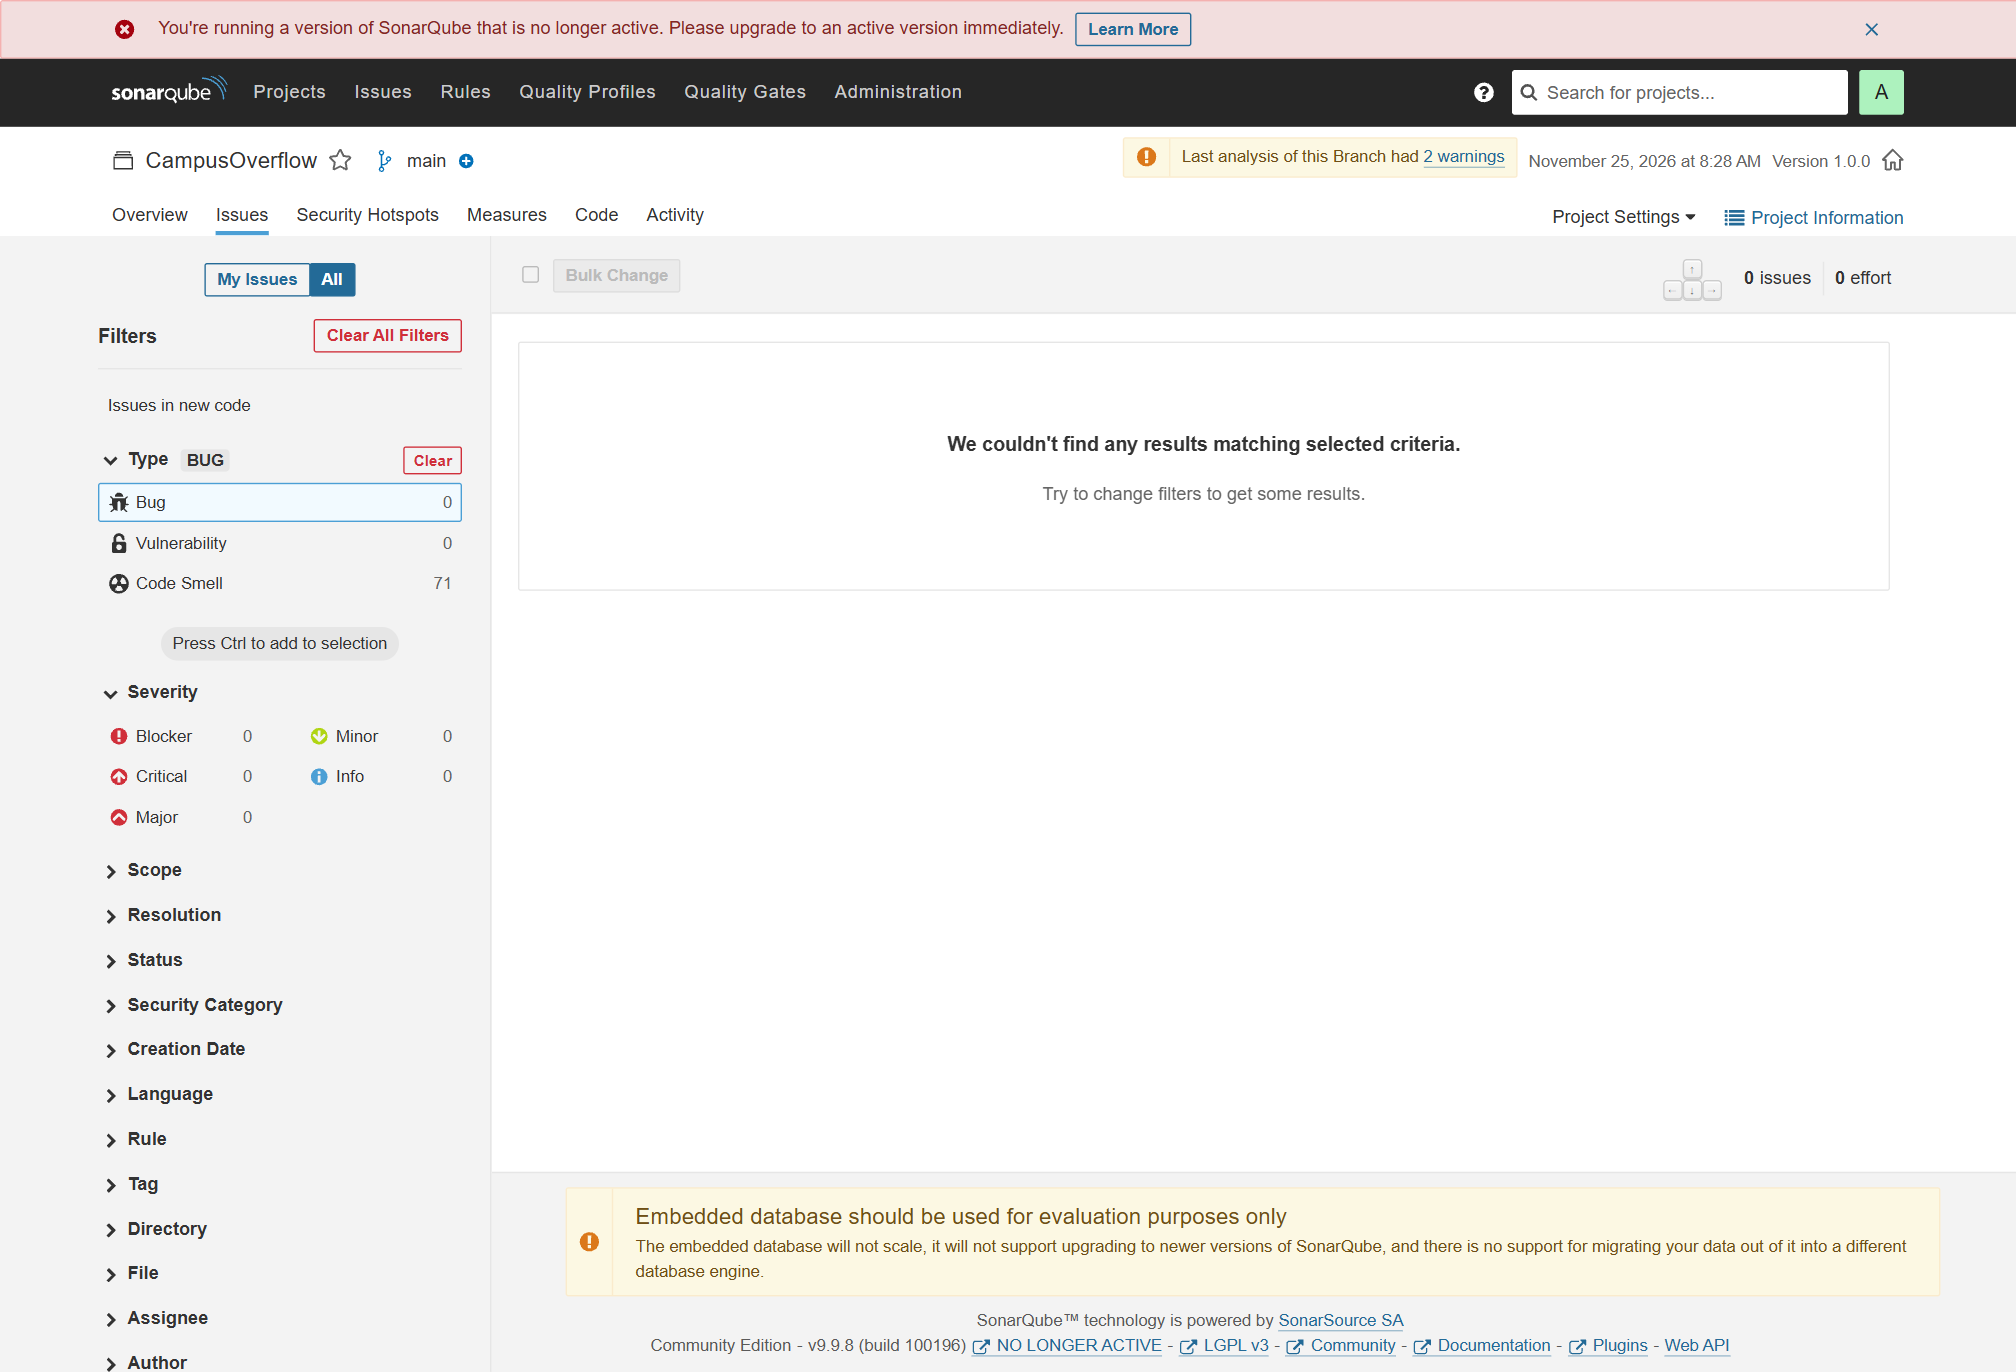 You're running a version of SonarQube that is no longer active. Please upgrade to an active version immediately. Learn More
sonarqube Projects Issues Rules Quality Profiles Quality Gates Administration Search for projects... A
CampusOverflow main Last analysis of this Branch had 2 warnings November 25, 2026 at 8:28 AM Version 1.0.0
Overview Issues Security Hotspots Measures Code Activity Project Settings Project Information
My Issues All
Bulk Change
0 issues 0 effort
Filters Clear All Filters
Issues in new code
Type BUG Clear
Bug 0
Vulnerability 0
Code Smell 71
Press Ctrl to add to selection
Severity
Blocker 0 Minor 0
Critical 0 Info 0
Major 0
Scope
Resolution
Status
Security Category
Creation Date
Language
Rule
Tag
Directory
File
Assignee
Author
We couldn't find any results matching selected criteria.
Try to change filters to get some results.
Embedded database should be used for evaluation purposes only
The embedded database will not scale, it will not support upgrading to newer versions of SonarQube, and there is no support for migrating your data out of it into a different
database engine.
SonarQube™ technology is powered by SonarSource SA
Community Edition - v9.9.8 (build 100196) NO LONGER ACTIVE - LGPL v3 - Community - Documentation - Plugins - Web API